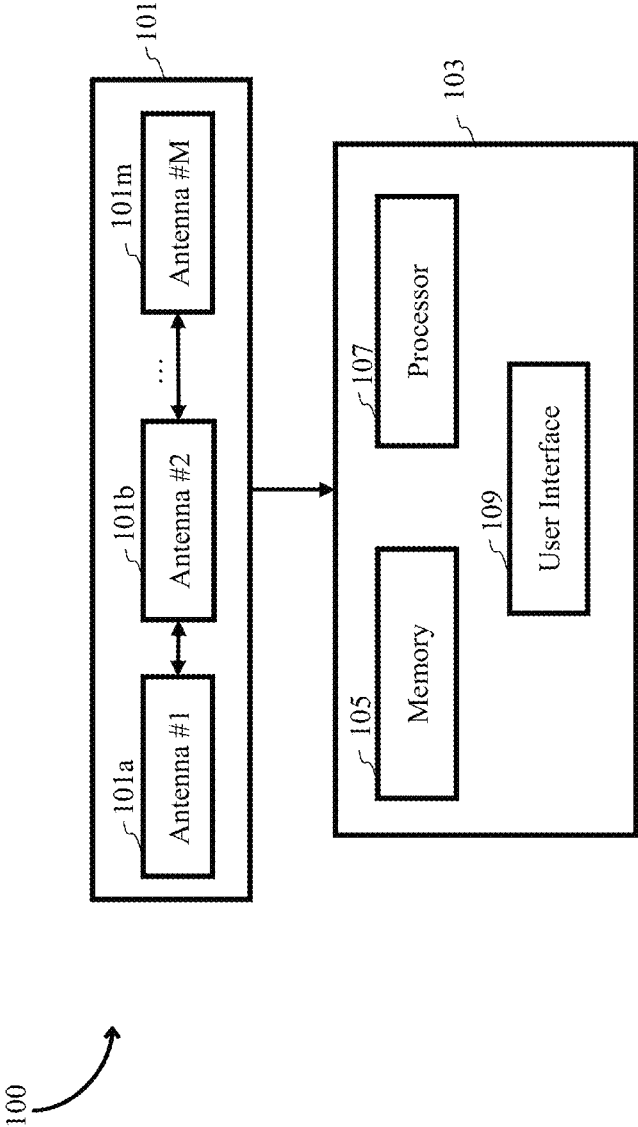 100
101
101a
Antenna #1
101b
Antenna #2
...
101m
Antenna #M
103
105
Memory
107
Processor
109
User Interface